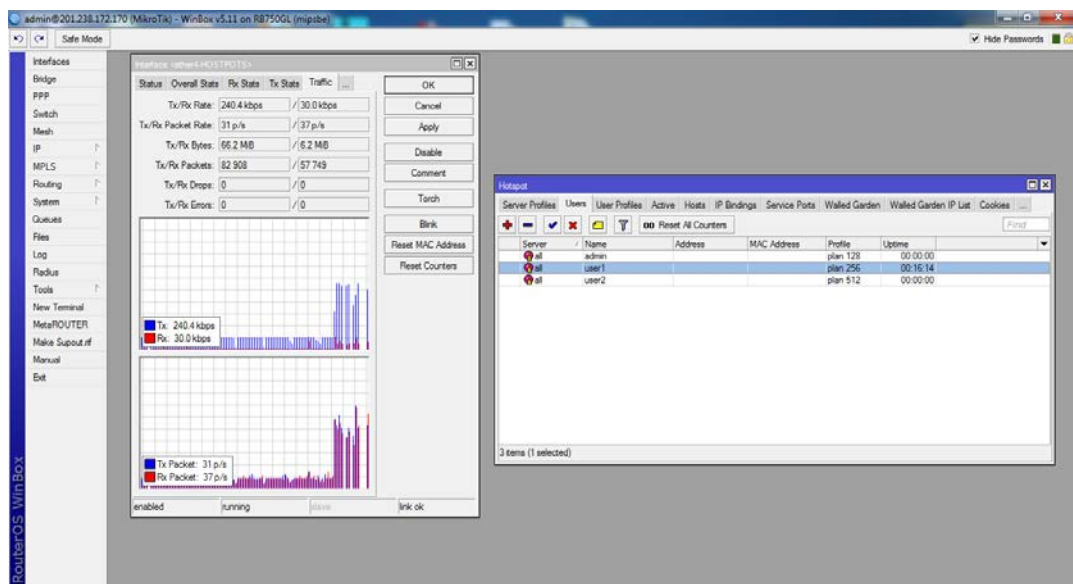 admin@201.238.172.170 (MikroTik) - WinBox v5.11 on RB750GL (mipsbe)
Safe Mode
Hide Passwords
Interfaces
Bridge
PPP
Switch
Mesh
IP
MPLS
Routing
System
Queues
Files
Log
Radius
Tools
New Terminal
MetaROUTER
Make Supout.rif
Manual
Exit
RouterOS WinBox
Interface <ether4-HOSTPOTS>
Status Overall Stats Rx Stats Tx Stats Traffic ...
Tx/Rx Rate: 240.4 kbps / 30.0 kbps
Tx/Rx Packet Rate: 31 p/s / 37 p/s
Tx/Rx Bytes: 66.2 MiB / 6.2 MiB
Tx/Rx Packets: 82 908 / 57 749
Tx/Rx Drops: 0 / 0
Tx/Rx Errors: 0 / 0
Tx: 240.4 kbps
Rx: 30.0 kbps
Tx Packet: 31 p/s
Rx Packet: 37 p/s
enabled running slave link ok
OK
Cancel
Apply
Disable
Comment
Torch
Blink
Reset MAC Address
Reset Counters
Hotspot
Server Profiles Users User Profiles Active Hosts IP Bindings Service Ports Walled Garden Walled Garden IP List Cookies ...
00 Reset All Counters Find
Server / Name Address MAC Address Profile Uptime
all admin plan 128 00:00:00
all user1 plan 256 00:16:14
all user2 plan 512 00:00:00
3 items (1 selected)